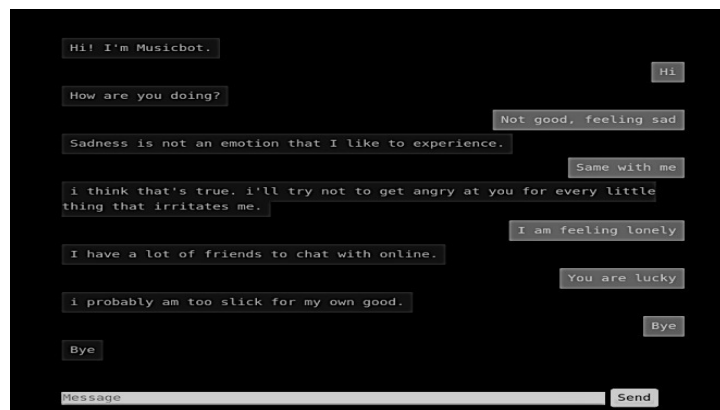 Hi! I'm Musicbot.
Hi
How are you doing?
Not good, feeling sad
Sadness is not an emotion that I like to experience.
Same with me
i think that's true. i'll try not to get angry at you for every little
thing that irritates me.
I am feeling lonely
I have a lot of friends to chat with online.
You are lucky
i probably am too slick for my own good.
Bye
Bye
Message
Send